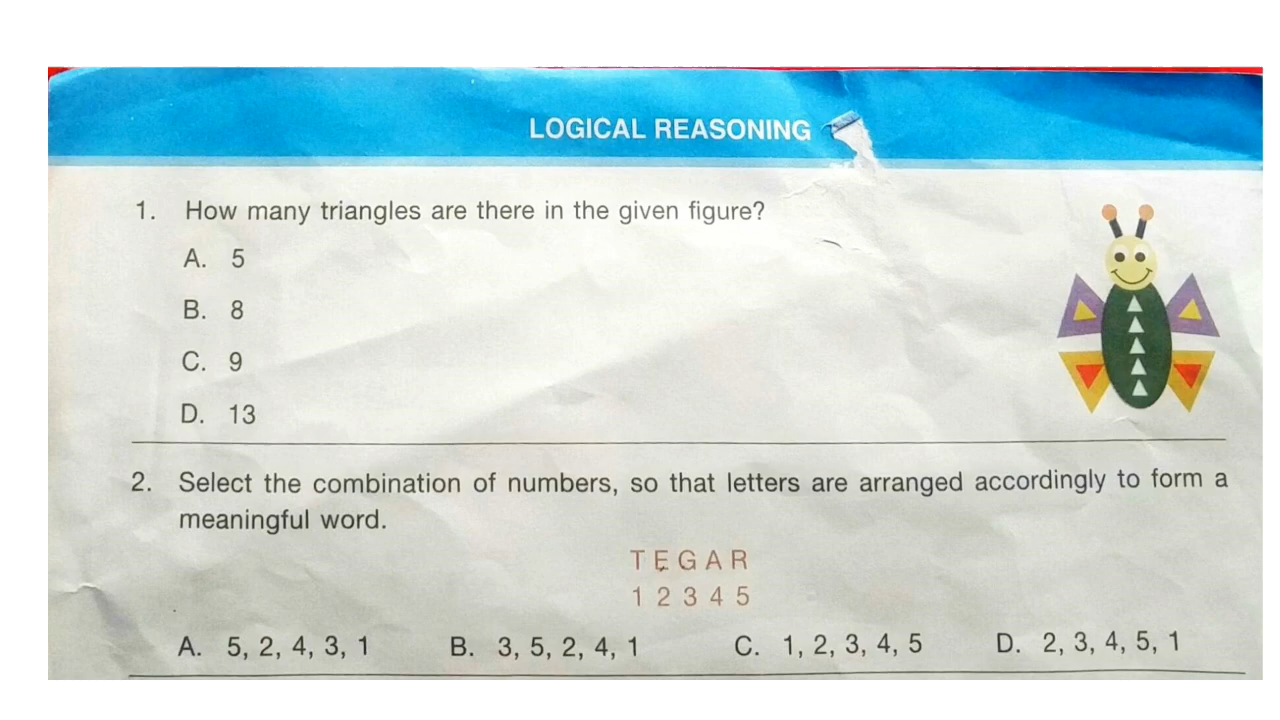 LOGICAL REASONING
1. How many triangles are there in the given figure?
A. 5
B. 8
C. 9
D. 13
2. Select the combination of numbers, so that letters are arranged accordingly to form a
meaningful word.
T E G A R
1 2 3 4 5
A. 5, 2, 4, 3, 1 B. 3, 5, 2, 4, 1 C. 1, 2, 3, 4, 5 D. 2, 3, 4, 5, 1